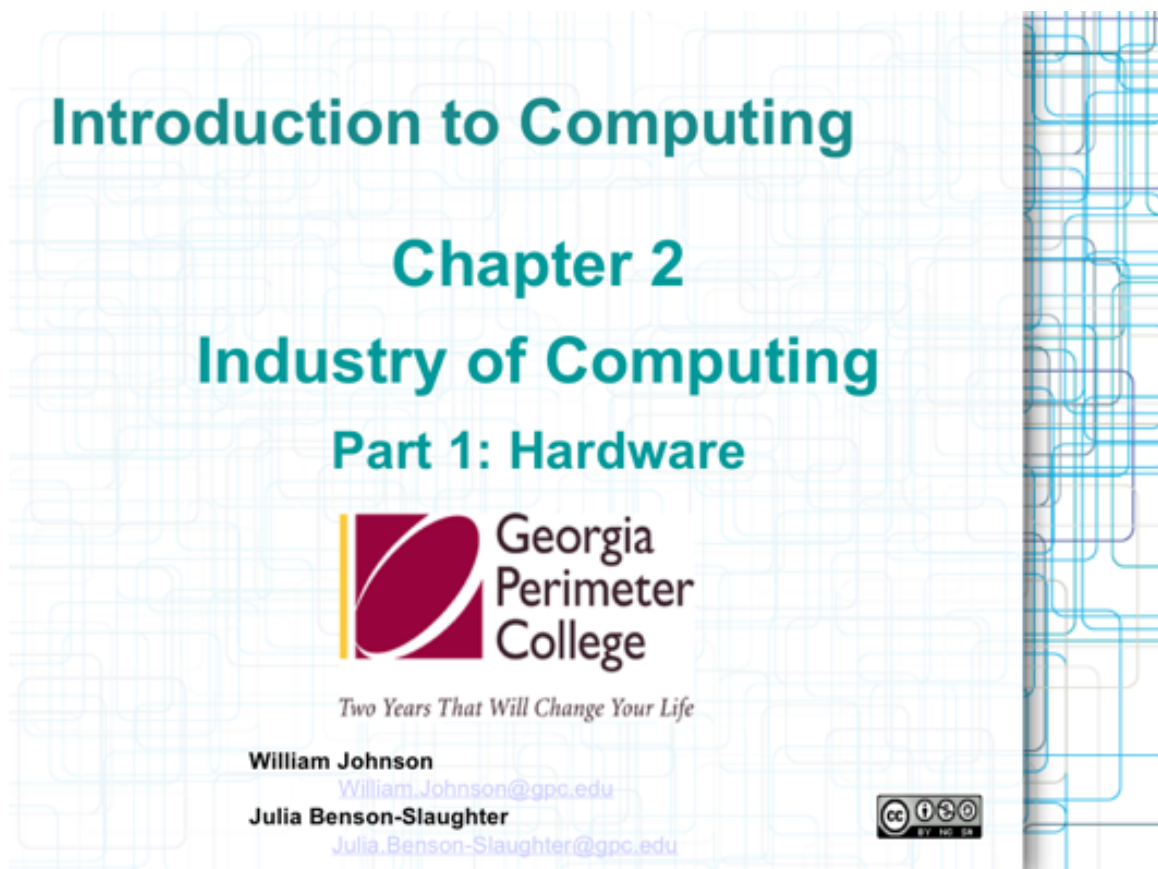 Introduction to Computing
Chapter 2
Industry of Computing
Part 1: Hardware
Georgia
Perimeter
College
Two Years That Will Change Your Life
William Johnson
William.Johnson@gpc.edu
Julia Benson-Slaughter
Julia.Benson-Slaughter@gpc.edu
cc
BY NC SA